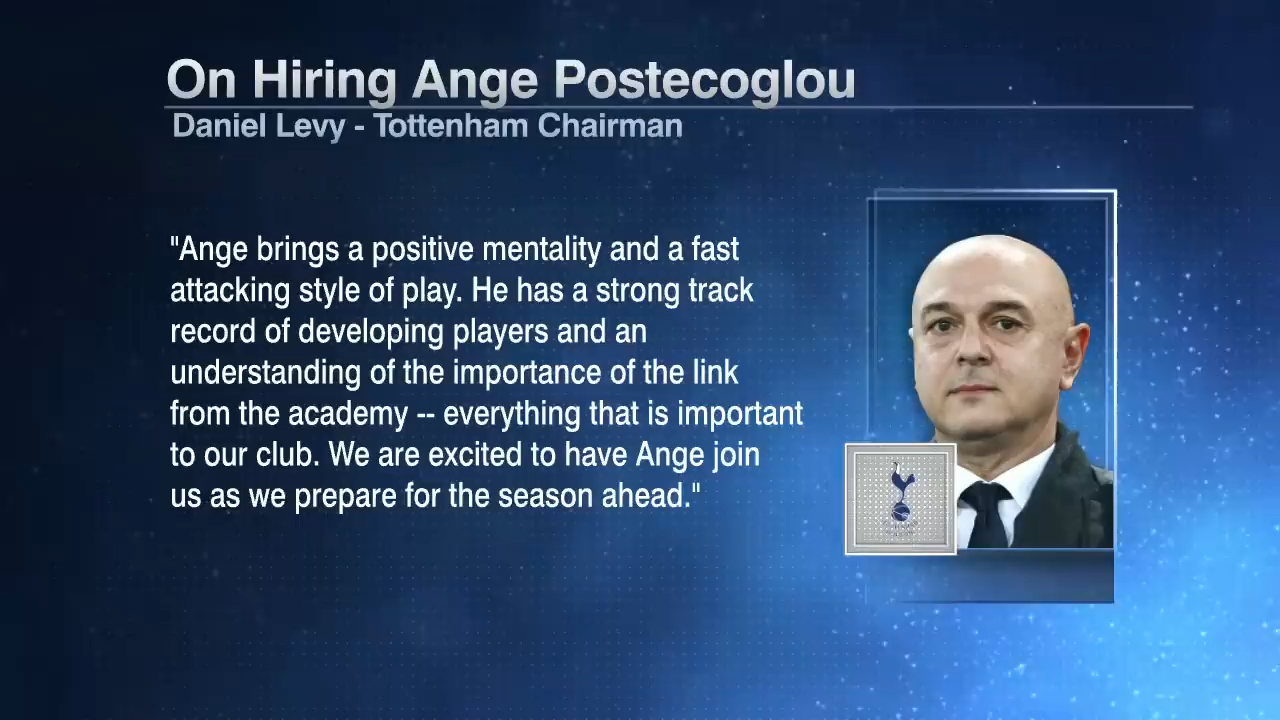 On Hiring Ange Postecoglou
Daniel Levy - Tottenham Chairman
"Ange brings a positive mentality and a fast
attacking style of play. He has a strong track
record of developing players and an
understanding of the importance of the link
from the academy -- everything that is important
to our club. We are excited to have Ange join
us as we prepare for the season ahead."